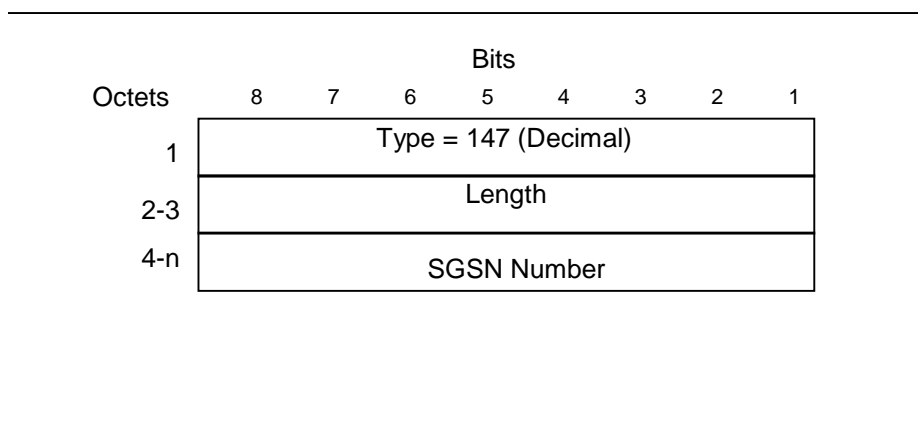 Bits
Octets 8 7 6 5 4 3 2 1
1 Type = 147 (Decimal)
2-3 Length
4-n SGSN Number